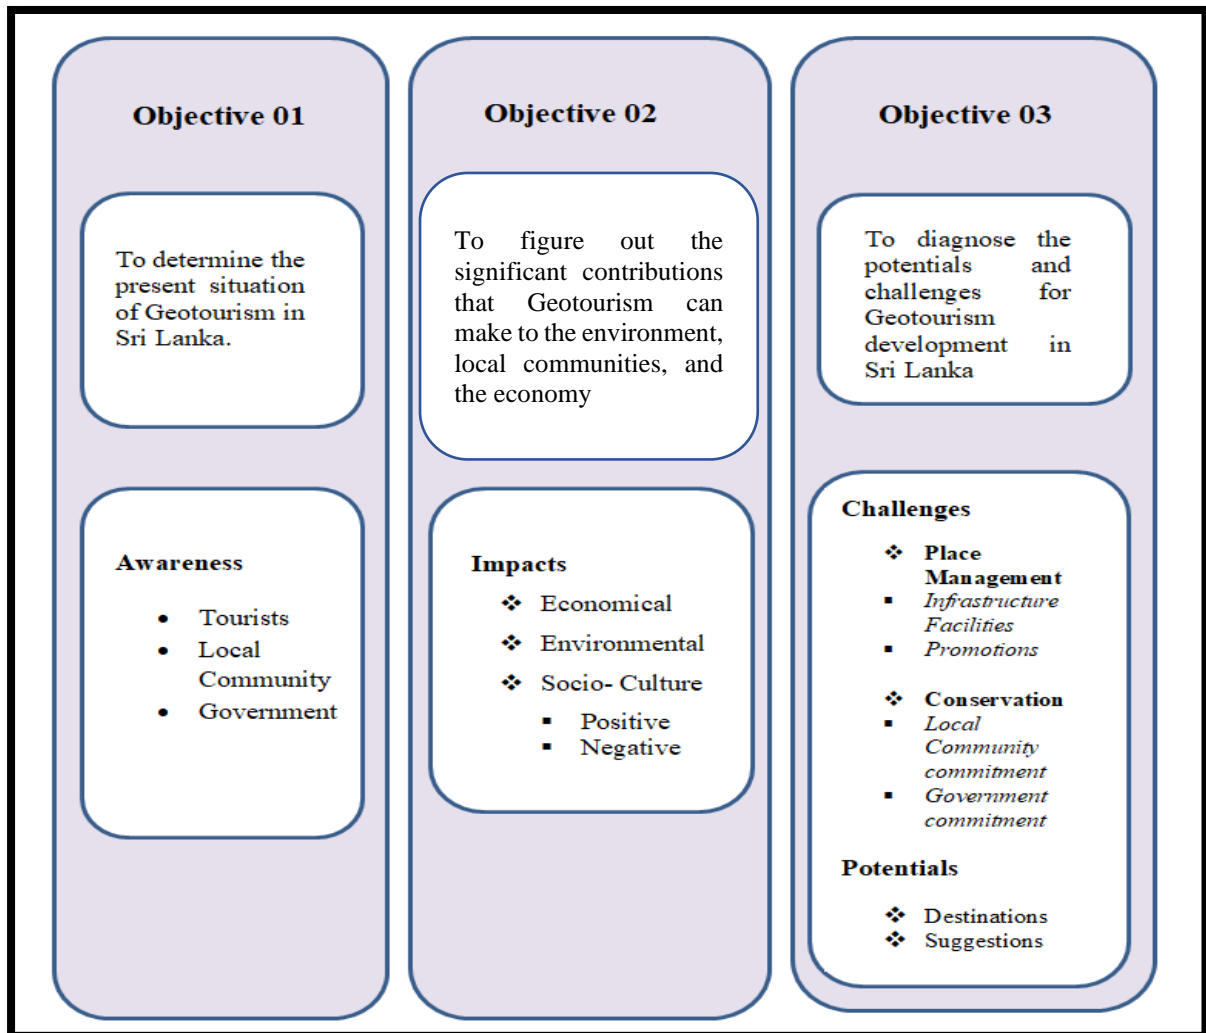 Objective 01
To determine the
present situation
of Geotourism in
Sri Lanka.
Awareness
• Tourists
• Local
Community
• Government
Objective 02
To figure out the
significant contributions
that Geotourism can
make to the environment,
local communities, and
the economy
Impacts
❖ Economical
❖ Environmental
❖ Socio- Culture
▪ Positive
▪ Negative
Objective 03
To diagnose the
potentials and
challenges for
Geotourism
development in
Sri Lanka
Challenges
❖ Place
Management
▪ Infrastructure
Facilities
▪ Promotions
❖ Conservation
▪ Local
Community
commitment
▪ Government
commitment
Potentials
❖ Destinations
❖ Suggestions